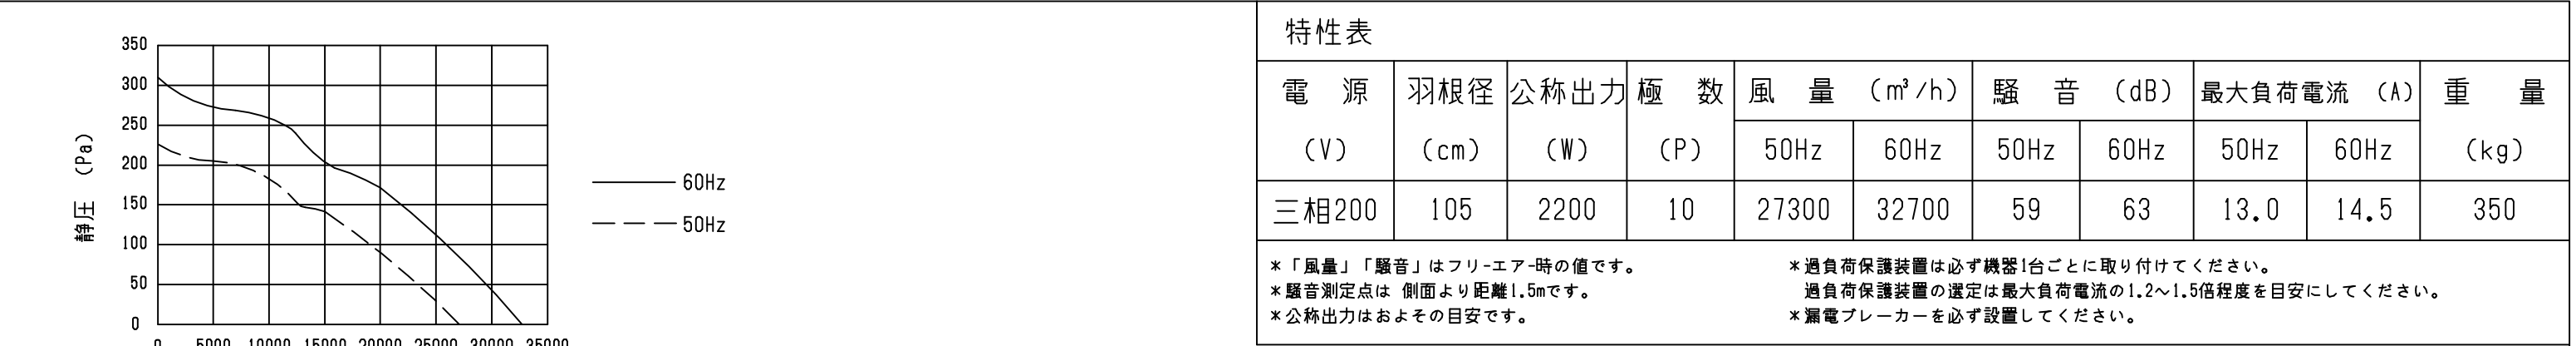 350
300
250
200
150
100
50
0
静圧 (Pa)
0 5000 10000 15000 20000 25000 30000 35000
60Hz
50Hz
特性表
電 源 羽根径 公称出力 極 数 風 量 (m³/h) 騒 音 (dB) 最大負荷電流 (A) 重 量
(V) (cm) (W) (P) 50Hz 60Hz 50Hz 60Hz 50Hz 60Hz (kg)
三相200 105 2200 10 27300 32700 59 63 13.0 14.5 350
*「風量」「騒音」はフリ-エア-時の値です。
*騒音測定点は 側面より距離1.5mです。
*公称出力はおよその目安です。
*過負荷保護装置は必ず機器1台ごとに取り付けてください。
過負荷保護装置の選定は最大負荷電流の1.2～1.5倍程度を目安にしてください。
*漏電ブレーカーを必ず設置してください。